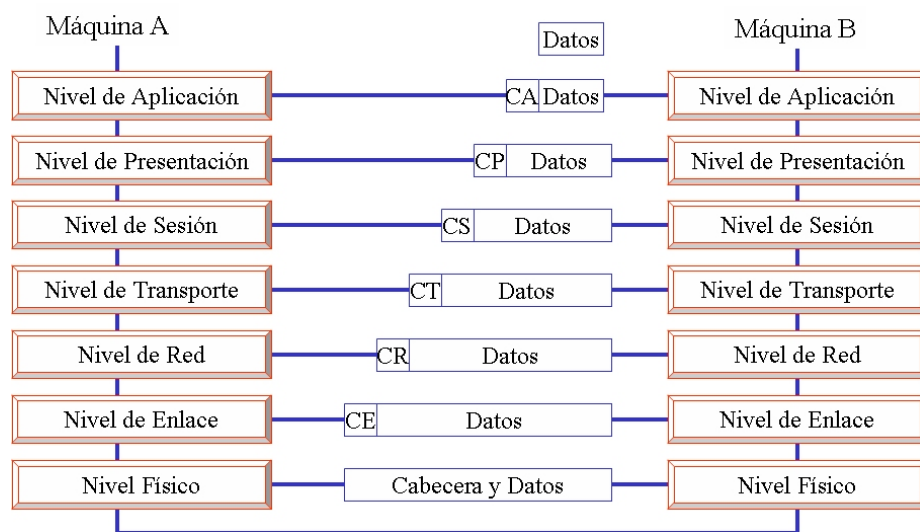 Máquina A
Datos
Máquina B
Nivel de Aplicación
CA
Datos
Nivel de Aplicación
Nivel de Presentación
CP
Datos
Nivel de Presentación
Nivel de Sesión
CS
Datos
Nivel de Sesión
Nivel de Transporte
CT
Datos
Nivel de Transporte
Nivel de Red
CR
Datos
Nivel de Red
Nivel de Enlace
CE
Datos
Nivel de Enlace
Nivel Físico
Cabecera y Datos
Nivel Físico